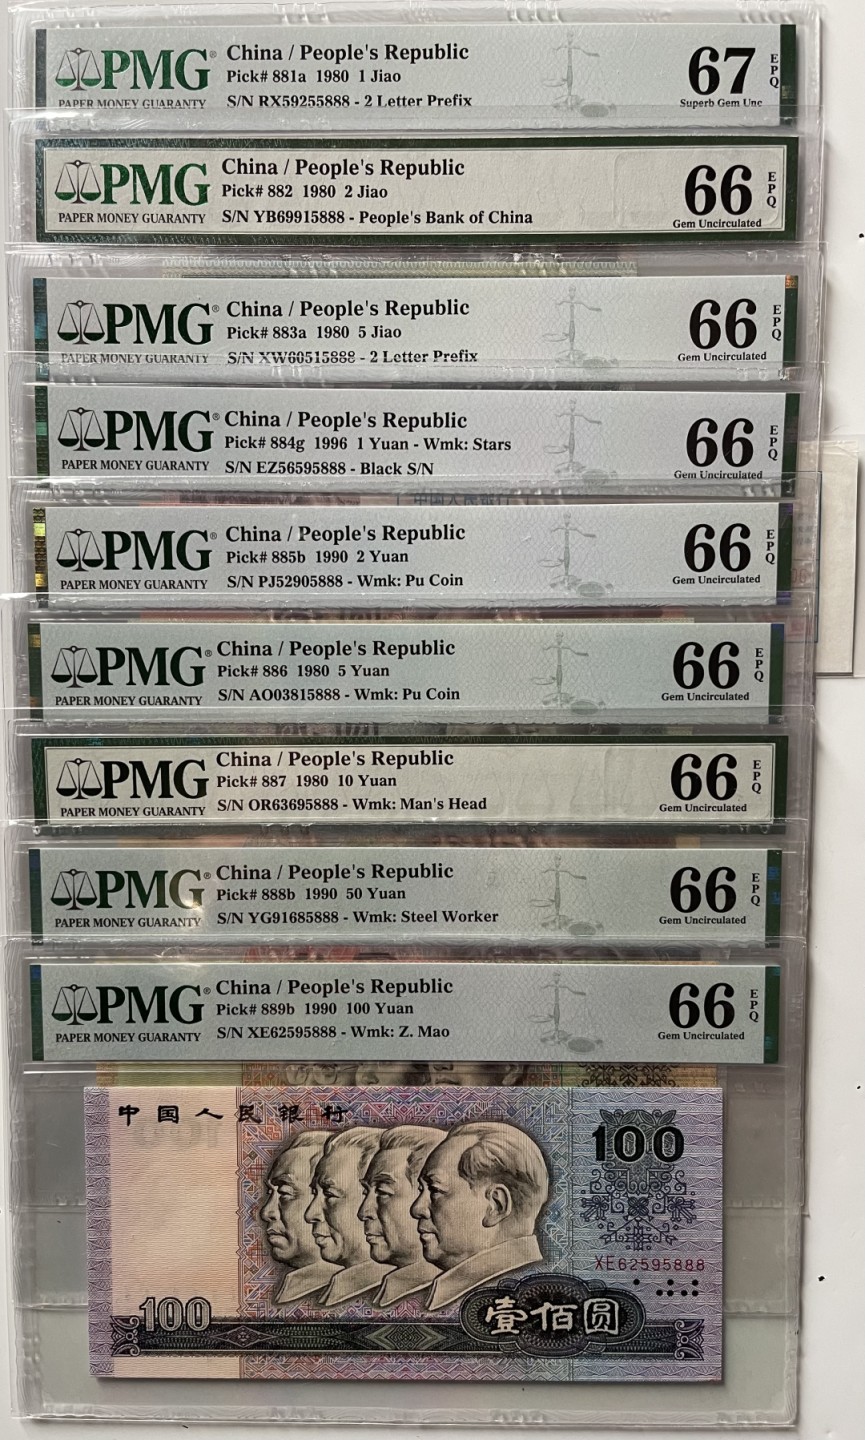 PMG® China / People's Republic
Pick# 881a 1980 1 Jiao
PAPER MONEY GUARANTY S/N RX59255888 - 2 Letter Prefix
67 EPQ
Superb Gem Unc
PMG China / People's Republic
Pick# 882 1980 2 Jiao
PAPER MONEY GUARANTY S/N YB69915888 - People's Bank of China
66 EPQ
Gem Uncirculated
PMG® China / People's Republic
Pick# 883a 1980 5 Jiao
PAPER MONEY GUARANTY S/N XW60515888 - 2 Letter Prefix
66 EPQ
Gem Uncirculated
PMG® China / People's Republic
Pick# 884g 1996 1 Yuan - Wmk: Stars
PAPER MONEY GUARANTY S/N EZ56595888 - Black S/N
66 EPQ
Gem Uncirculated
中国人民银行
PMG® China / People's Republic
Pick# 885b 1990 2 Yuan
PAPER MONEY GUARANTY S/N PJ52905888 - Wmk: Pu Coin
66 EPQ
Gem Uncirculated
PMG® China / People's Republic
Pick# 886 1980 5 Yuan
PAPER MONEY GUARANTY S/N AO03815888 - Wmk: Pu Coin
66 EPQ
Gem Uncirculated
PMG China / People's Republic
Pick# 887 1980 10 Yuan
PAPER MONEY GUARANTY S/N OR63695888 - Wmk: Man's Head
66 EPQ
Gem Uncirculated
PMG® China / People's Republic
Pick# 888b 1990 50 Yuan
PAPER MONEY GUARANTY S/N YG91685888 - Wmk: Steel Worker
66 EPQ
Gem Uncirculated
PMG® China / People's Republic
Pick# 889b 1990 100 Yuan
PAPER MONEY GUARANTY S/N XE62595888 - Wmk: Z. Mao
66 EPQ
Gem Uncirculated
中国人民银行
100
XE62595888
100 壹佰圆